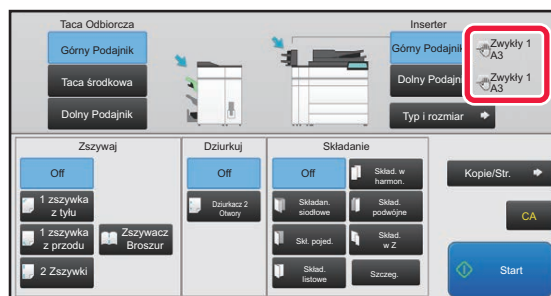 Taca Odbiorcza
Inserter
Górny Podajnik
Górny Podajnik
Zwykły 1
A3
Taca środkowa
Dolny Podajnik
Zwykły 1
A3
Dolny Podajnik
Typ i rozmiar
Zszywaj
Dziurkuj
Składanie
Off
Off
Off
Skład. w
harmon.
Kopie/Str.
1 zszywka
z tyłu
Dziurkacz 2
Otwory
Składan.
siodłowe
Skład.
podwójne
CA
1 zszywka
z przodu
Zszywacz
Broszur
Skł. pojed.
Skład.
w Z
2 Zszywki
Skład.
listowe
Szczeg.
Start